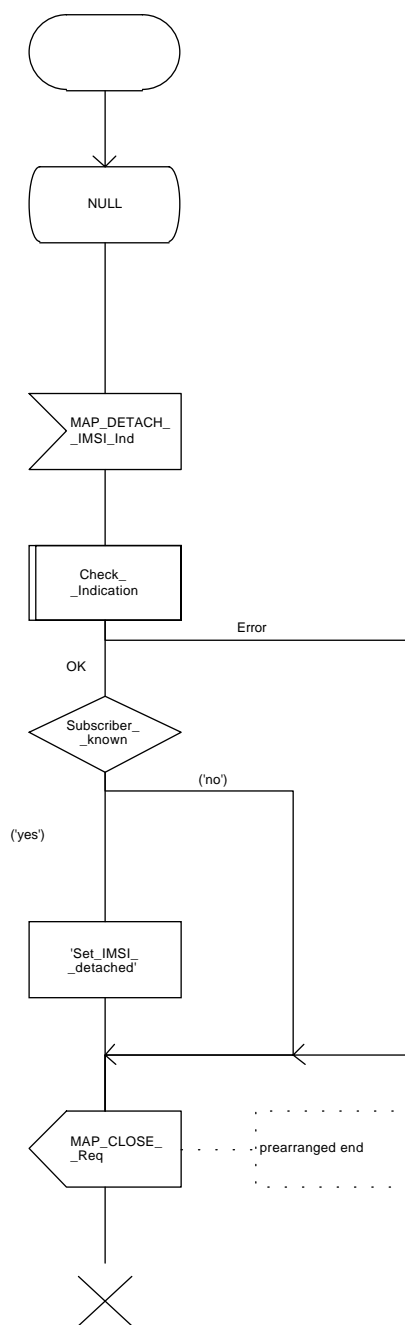 NULL
MAP_DETACH_
_IMSI_Ind
Check_
_Indication
Error
OK
Subscriber_
_known
('no')
('yes')
'Set_IMSI_
_detached'
MAP_CLOSE_
_Req
prearranged end